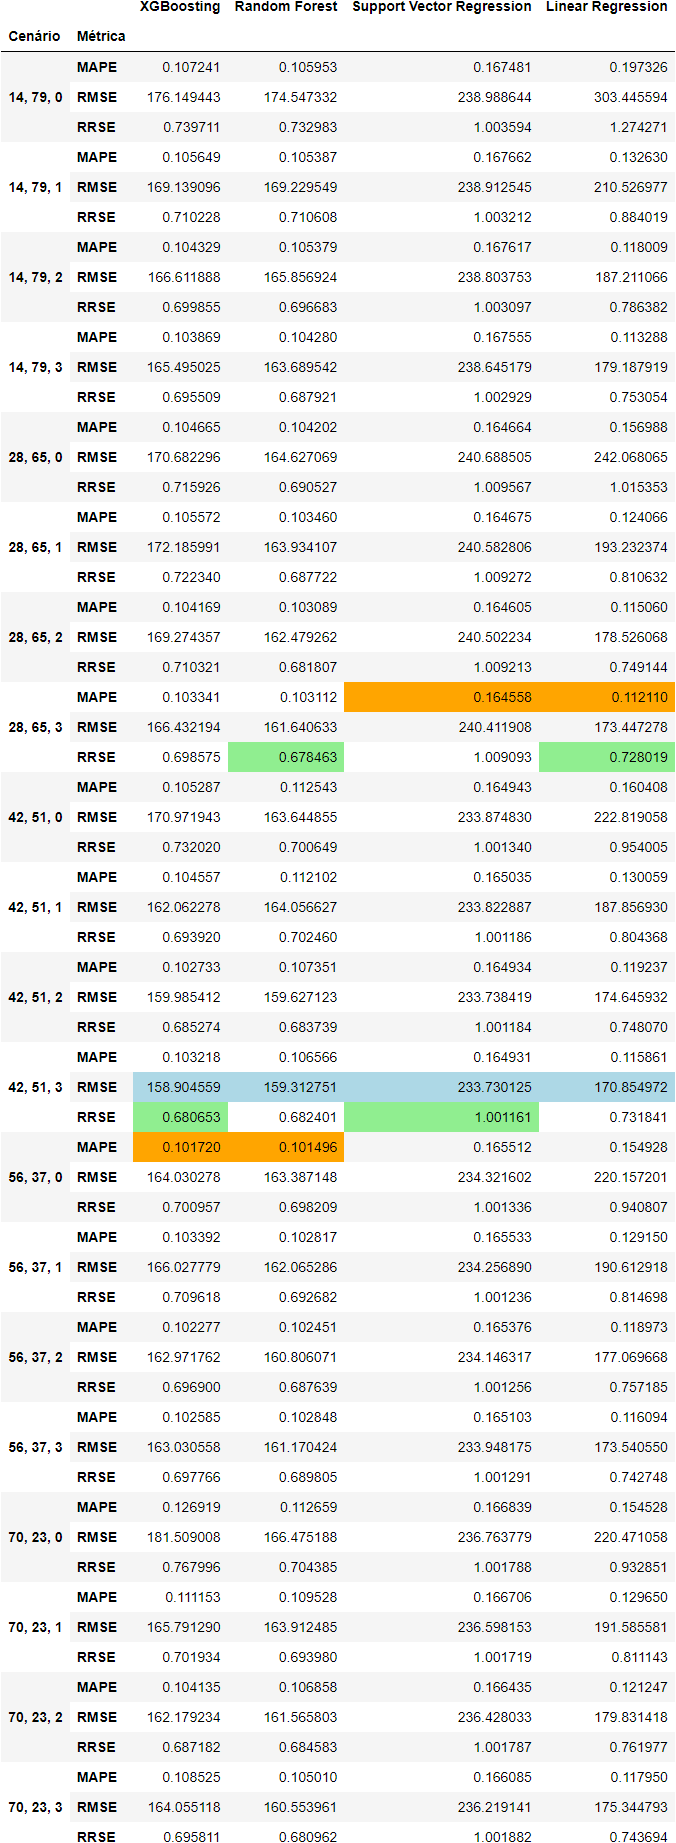 XGBoosting Random Forest Support Vector Regression Linear Regression
Cenário Métrica
MAPE 0.107241 0.105953 0.167481 0.197326
14, 79, 0 RMSE 176.149443 174.547332 238.988644 303.445594
RRSE 0.739711 0.732983 1.003594 1.274271
MAPE 0.105649 0.105387 0.167662 0.132630
14, 79, 1 RMSE 169.139096 169.229549 238.912545 210.526977
RRSE 0.710228 0.710608 1.003212 0.884019
MAPE 0.104329 0.105379 0.167617 0.118009
14, 79, 2 RMSE 166.611888 165.856924 238.803753 187.211066
RRSE 0.699855 0.696683 1.003097 0.786382
MAPE 0.103869 0.104280 0.167555 0.113288
14, 79, 3 RMSE 165.495025 163.689542 238.645179 179.187919
RRSE 0.695509 0.687921 1.002929 0.753054
MAPE 0.104665 0.104202 0.164664 0.156988
28, 65, 0 RMSE 170.682296 164.627069 240.688505 242.068065
RRSE 0.715926 0.690527 1.009567 1.015353
MAPE 0.105572 0.103460 0.164675 0.124066
28, 65, 1 RMSE 172.185991 163.934107 240.582806 193.232374
RRSE 0.722340 0.687722 1.009272 0.810632
MAPE 0.104169 0.103089 0.164605 0.115060
28, 65, 2 RMSE 169.274357 162.479262 240.502234 178.526068
RRSE 0.710321 0.681807 1.009213 0.749144
MAPE 0.103341 0.103112 0.164558 0.112110
28, 65, 3 RMSE 166.432194 161.640633 240.411908 173.447278
RRSE 0.698575 0.678463 1.009093 0.728019
MAPE 0.105287 0.112543 0.164943 0.160408
42, 51, 0 RMSE 170.971943 163.644855 233.874830 222.819058
RRSE 0.732020 0.700649 1.001340 0.954005
MAPE 0.104557 0.112102 0.165035 0.130059
42, 51, 1 RMSE 162.062278 164.056627 233.822887 187.856930
RRSE 0.693920 0.702460 1.001186 0.804368
MAPE 0.102733 0.107351 0.164934 0.119237
42, 51, 2 RMSE 159.985412 159.627123 233.738419 174.645932
RRSE 0.685274 0.683739 1.001184 0.748070
MAPE 0.103218 0.106566 0.164931 0.115861
42, 51, 3 RMSE 158.904559 159.312751 233.730125 170.854972
RRSE 0.680653 0.682401 1.001161 0.731841
MAPE 0.101720 0.101496 0.165512 0.154928
56, 37, 0 RMSE 164.030278 163.387148 234.321602 220.157201
RRSE 0.700957 0.698209 1.001336 0.940807
MAPE 0.103392 0.102817 0.165533 0.129150
56, 37, 1 RMSE 166.027779 162.065286 234.256890 190.612918
RRSE 0.709618 0.692682 1.001236 0.814698
MAPE 0.102277 0.102451 0.165376 0.118973
56, 37, 2 RMSE 162.971762 160.806071 234.146317 177.069668
RRSE 0.696900 0.687639 1.001256 0.757185
MAPE 0.102585 0.102848 0.165103 0.116094
56, 37, 3 RMSE 163.030558 161.170424 233.948175 173.540550
RRSE 0.697766 0.689805 1.001291 0.742748
MAPE 0.126919 0.112659 0.166839 0.154528
70, 23, 0 RMSE 181.509008 166.475188 236.763779 220.471058
RRSE 0.767996 0.704385 1.001788 0.932851
MAPE 0.111153 0.109528 0.166706 0.129650
70, 23, 1 RMSE 165.791290 163.912485 236.598153 191.585581
RRSE 0.701934 0.693980 1.001719 0.811143
MAPE 0.104135 0.106858 0.166435 0.121247
70, 23, 2 RMSE 162.179234 161.565803 236.428033 179.831418
RRSE 0.687182 0.684583 1.001787 0.761977
MAPE 0.108525 0.105010 0.166085 0.117950
70, 23, 3 RMSE 164.055118 160.553961 236.219141 175.344793
RRSE 0.695811 0.680962 1.001882 0.743694